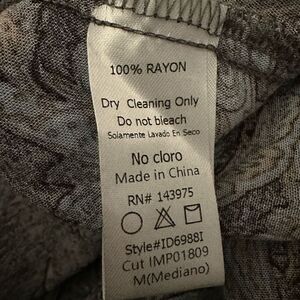 100% RAYON
Dry Cleaning Only
Do not bleach
Solamente Lavado En Seco
No cloro
Made in China
RN# 143975
Style#ID6988I
Cut IMP01809
M(Mediano)